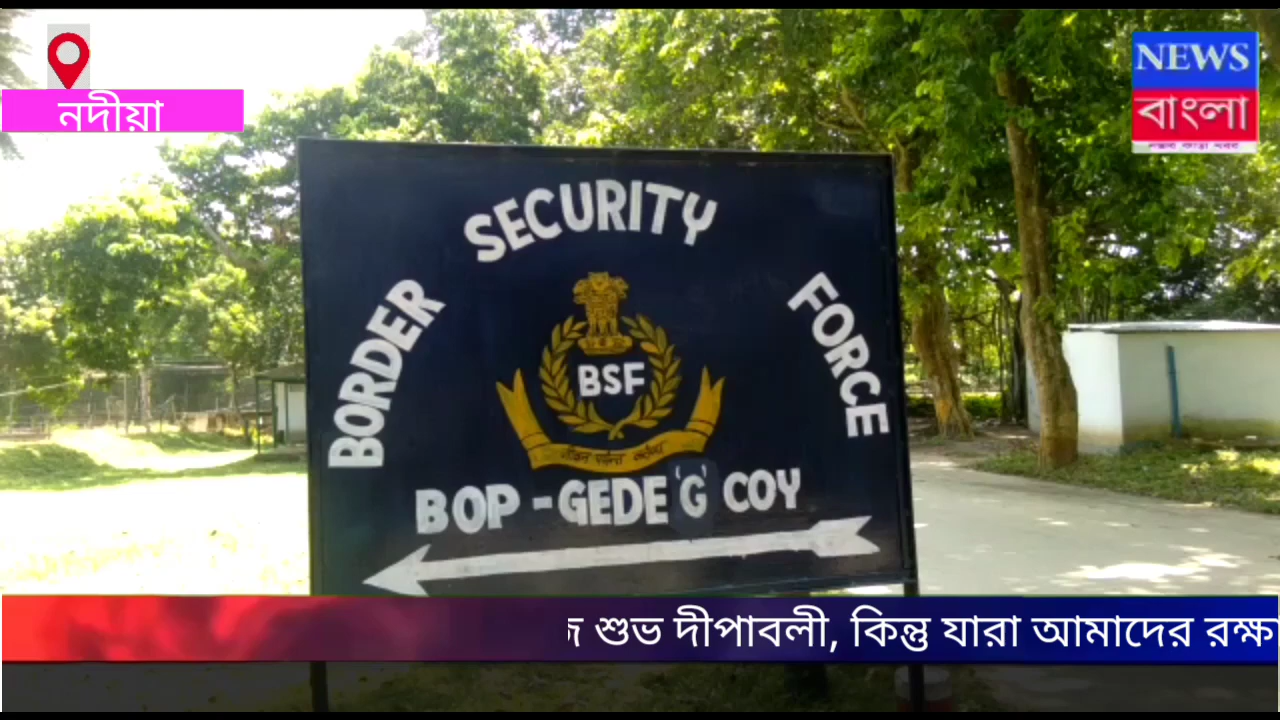 নদীয়া
NEWS
বাংলা
BORDER SECURITY FORCE
BSF
BOP - GEDE 'G' COY
শুভ দীপাবলী, কিন্তু যারা আমাদের রক্ষা